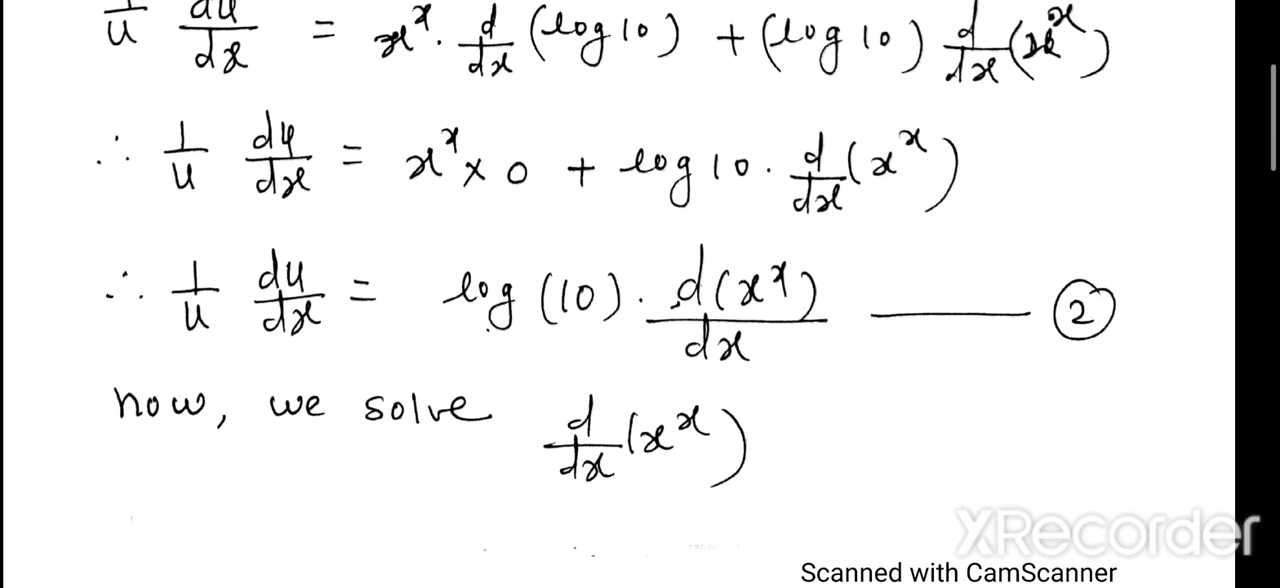 1/u du/dx = x^x · d/dx (log 10) + (log 10) d/dx (x^x)
∴ 1/u du/dx = x^x × 0 + log 10 · d/dx (x^x)
∴ 1/u du/dx = log (10) · d(x^x)/dx —— ②
now, we solve d/dx (x^x)
XRecorder
Scanned with CamScanner